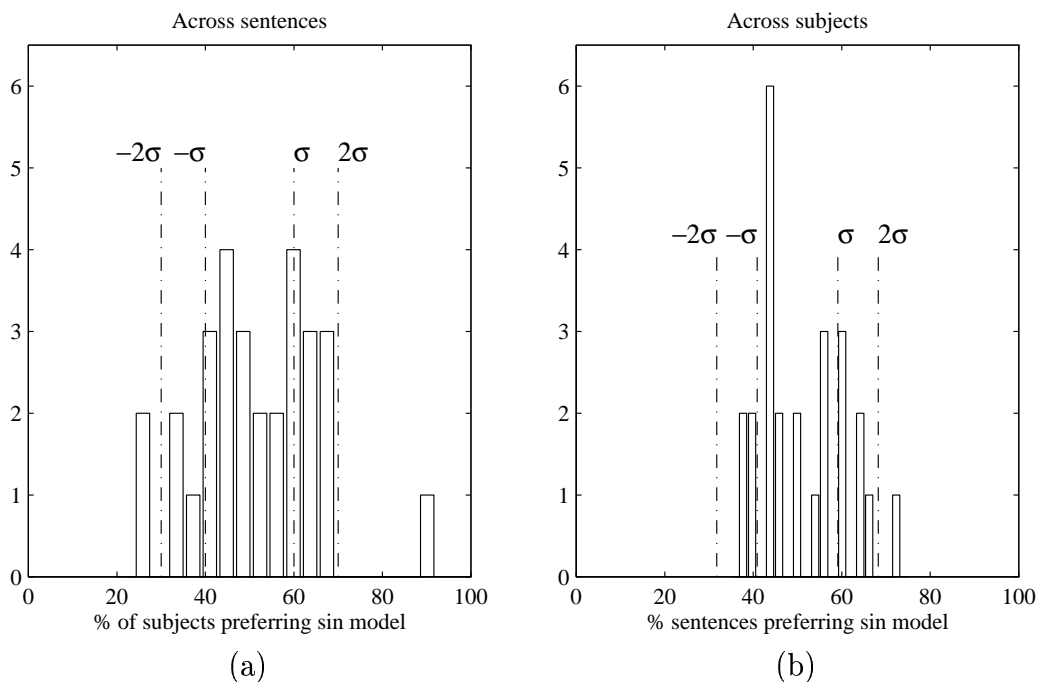 Across sentences
6
5
4
3
2
1
0
−2σ −σ σ 2σ
0 20 40 60 80 100
% of subjects preferring sin model
(a)
Across subjects
6
5
4
3
2
1
0
−2σ −σ σ 2σ
0 20 40 60 80 100
% sentences preferring sin model
(b)